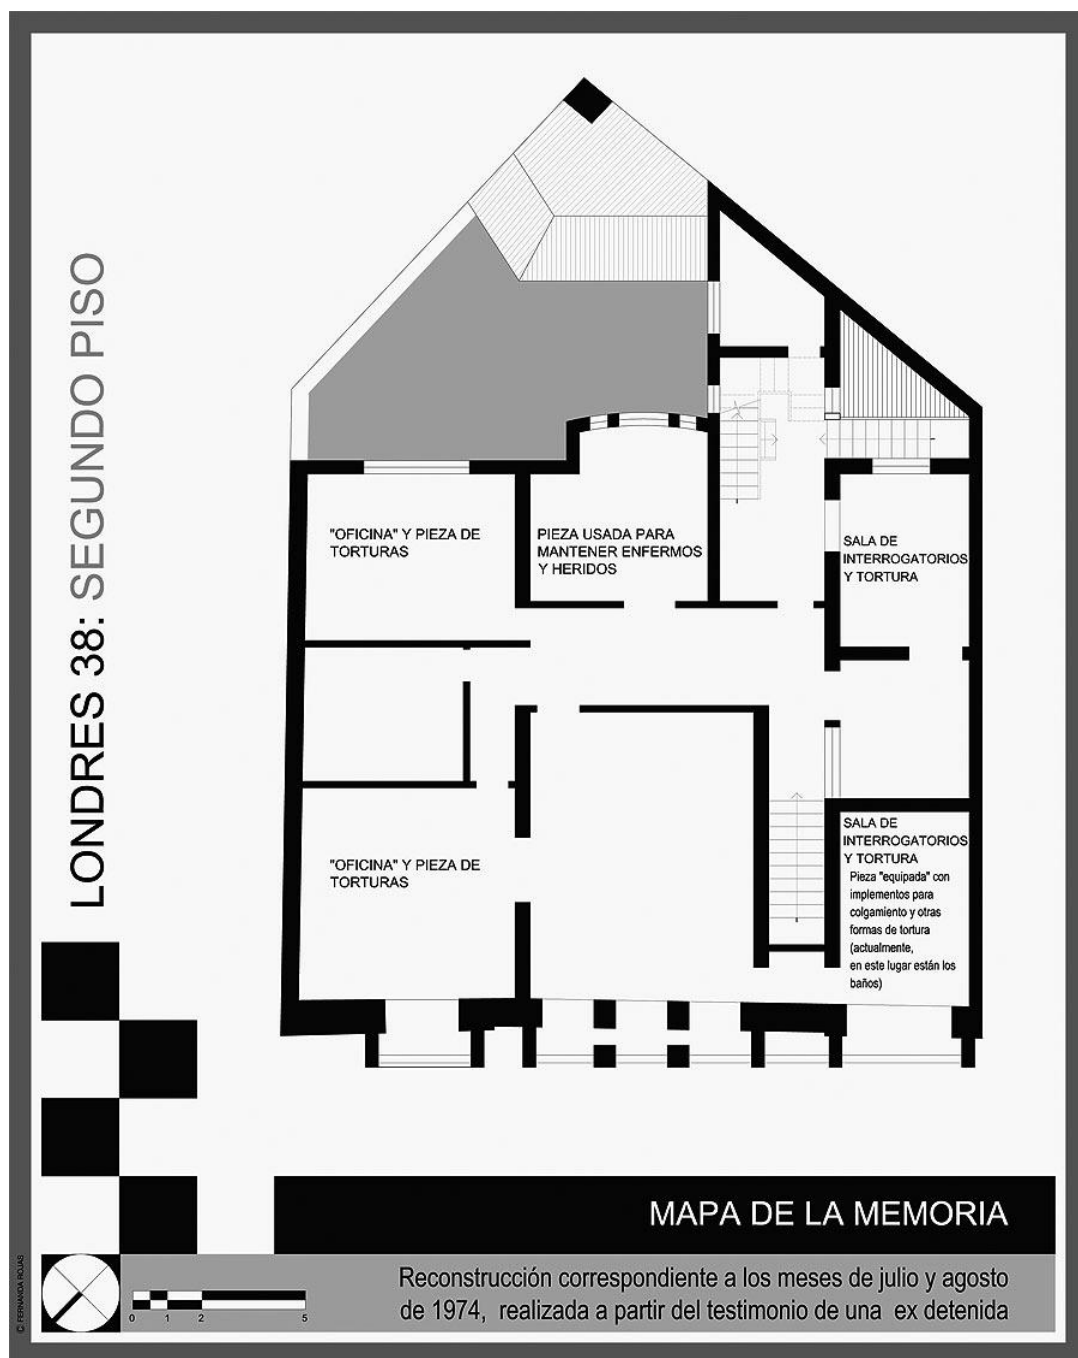 LONDRES 38: SEGUNDO PISO
"OFICINA" Y PIEZA DE
TORTURAS
PIEZA USADA PARA
MANTENER ENFERMOS
Y HERIDOS
SALA DE
INTERROGATORIOS
Y TORTURA
"OFICINA" Y PIEZA DE
TORTURAS
SALA DE
INTERROGATORIOS
Y TORTURA
Pieza "equipada" con
implementos para
colgamiento y otras
formas de tortura
(actualmente,
en este lugar están los
baños)
MAPA DE LA MEMORIA
Reconstrucción correspondiente a los meses de julio y agosto
de 1974, realizada a partir del testimonio de una ex detenida
0 1 2 5
© FERNANDA ROJAS